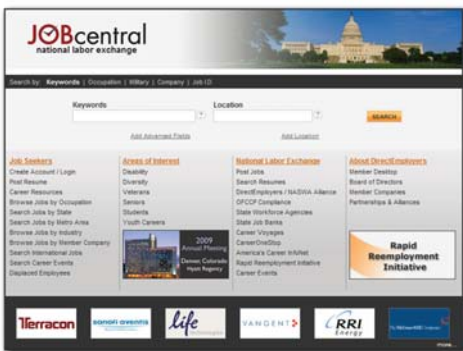 JOBcentral
national labor exchange
Search by: Keywords | Occupation | Military | Company | Job I.D
Keywords
Location
SEARCH
Add Advanced Fields
Add Location
Job Seekers
Create Account / Login
Post Resume
Career Resources
Browse Jobs by Occupation
Search Jobs by State
Search Jobs by Metro Area
Browse Jobs by Industry
Browse Jobs by Member Company
Search International Jobs
Search Career Events
Displaced Employees
Areas of Interest
Disability
Diversity
Veterans
Seniors
Students
Youth Careers
2009
Annual Meeting
Denver, Colorado
Hyatt Regency
National Labor Exchange
Post Jobs
Search Resumes
DirectEmployers / NASWA Alliance
OFCCP Compliance
State Workforce Agencies
State Job Banks
Career Voyages
CareerOneStop
America's Career InfoNet
Rapid Reemployment Initiative
Career Events
About DirectEmployers
Member Desktop
Board of Directors
Member Companies
Partnerships & Alliances
Rapid
Reemployment
Initiative
Terracon
sanofi aventis
life
technologies
VANGENT
RRI
Energy
The McGraw-Hill Companies
more...